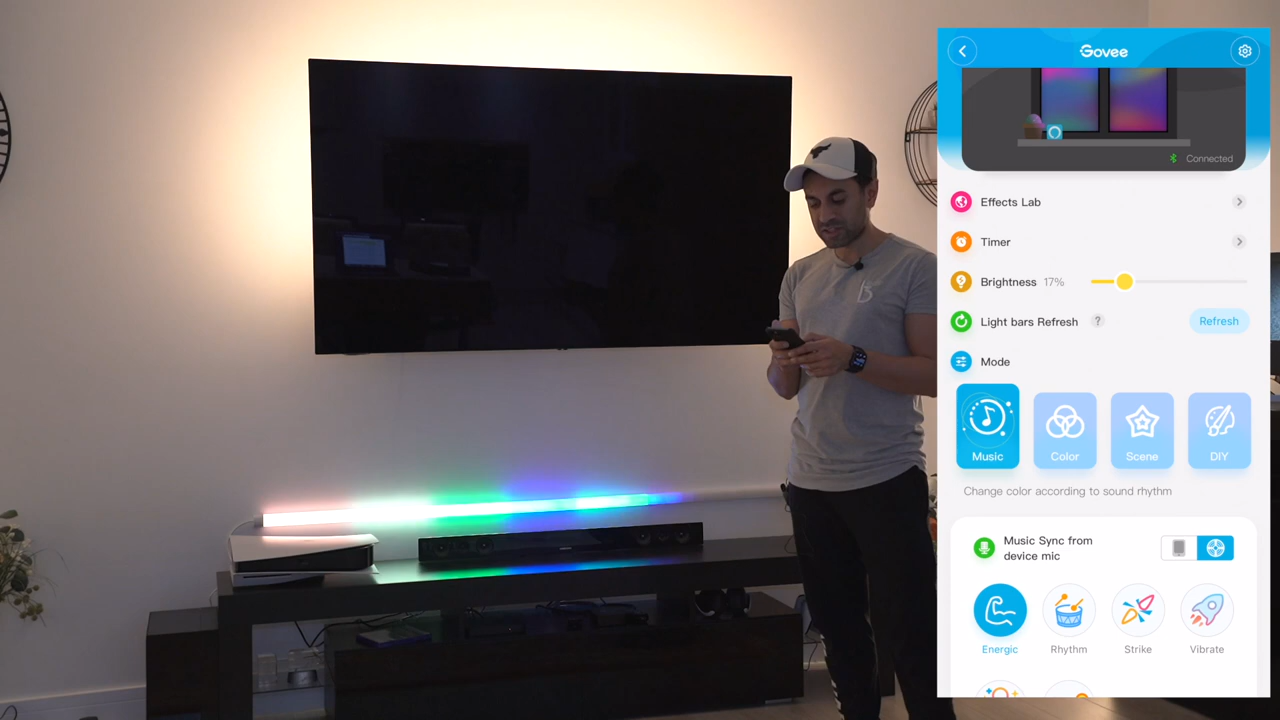 Govee
Connected
Effects Lab
Timer
Brightness 17%
Light bars Refresh ? Refresh
Mode
Music Color Scene DIY
Change color according to sound rhythm
Music Sync from
device mic
Energic Rhythm Strike Vibrate